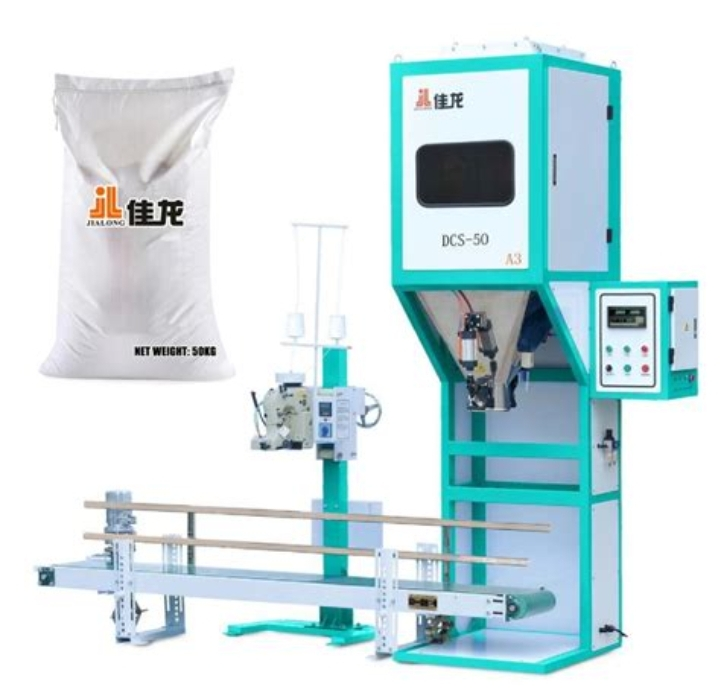 佳龙
JIALONG
NET WEIGHT: 50KG
佳龙
DCS-50
A3